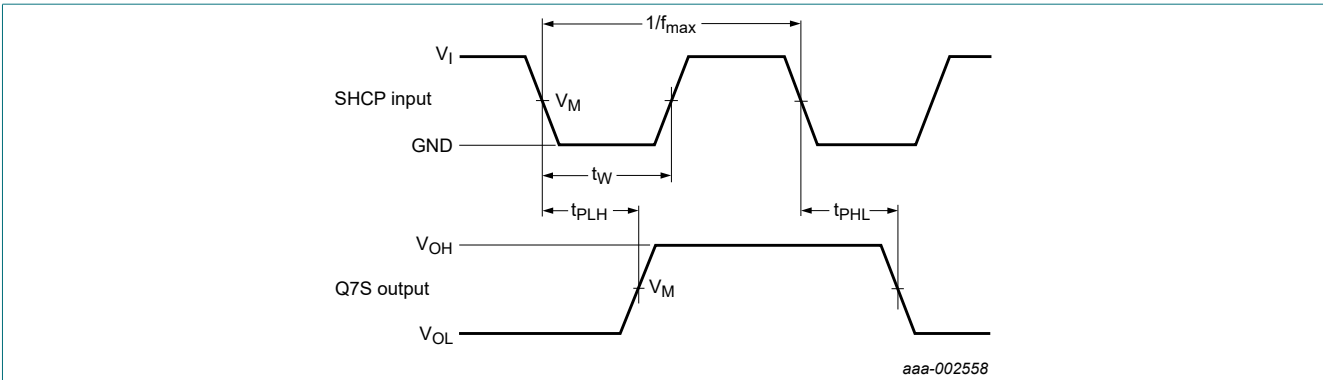 1/fmax
VI
SHCP input
VM
GND
tW
tPLH
tPHL
VOH
Q7S output
VM
VOL
aaa-002558